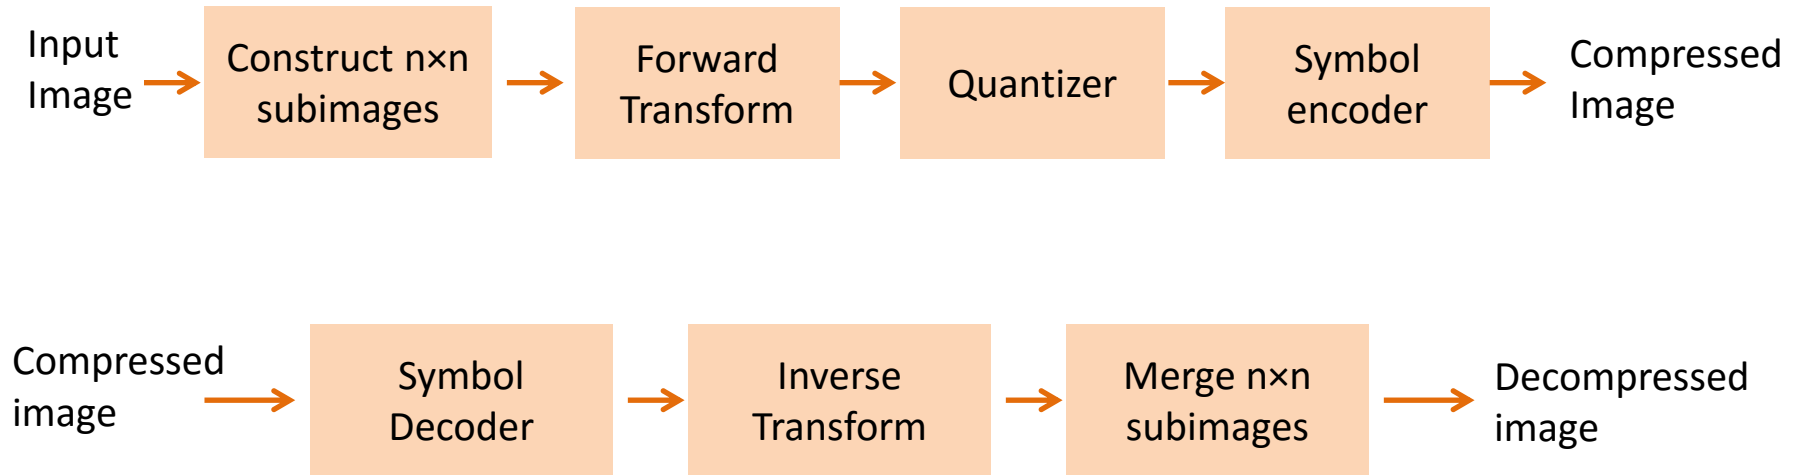 Input
Image
Construct n×n
subimages
Forward
Transform
Quantizer
Symbol
encoder
Compressed
Image
Compressed
image
Symbol
Decoder
Inverse
Transform
Merge n×n
subimages
Decompressed
image